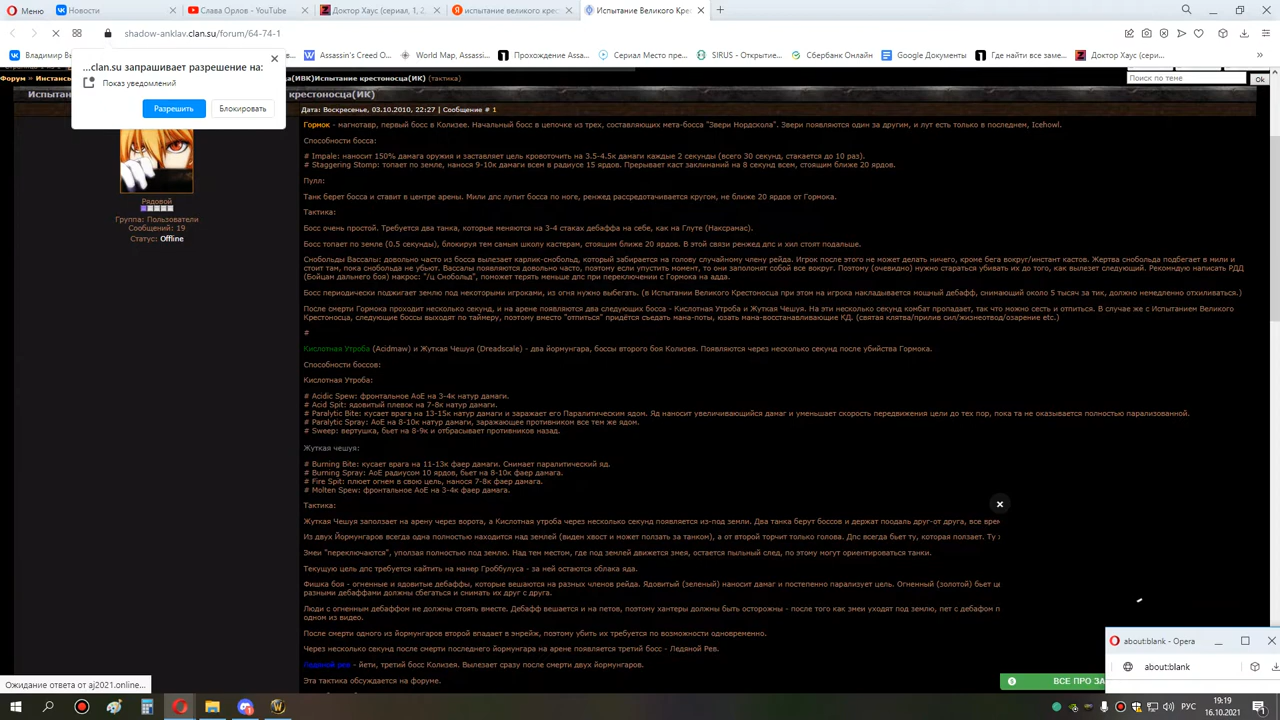 Меню
Новости
Слава Орлов - YouTube
Доктор Хаус (сериал, 1, 2,
испытание великого крес
Испытание Великого Крес
shadow-anklav.clan.su/forum/64-74-1
Владимир Ва
Assassin's Creed O...
World Map, Assassin...
Прохождение Assa...
Сериал Место пре...
SIRUS - Открытие...
Сбербанк Онлайн
Google Документы
Где найти все заме...
Доктор Хаус (сериа...
...clan.su запрашивает разрешение на:
Показ уведомлений
Разрешить
Блокировать
Форум » Инстансы
ца(ИВК)Испытание крестоносца(ИК) (тактика)
Поиск по теме
Ok
Испытан
крестоносца(ИК)
Дата: Воскресенье, 03.10.2010, 22:27 | Сообщение # 1
Рядовой
Группа: Пользователи
Сообщений: 19
Статус: Offline
Гормок - магнотавр, первый босс в Колизее. Начальный босс в цепочке из трех, составляющих мета-босса "Звери Нордскола". Звери появляются один за другим, и лут есть только в последнем, Icehowl.
Способности босса:
# Impale: наносит 150% дамага оружия и заставляет цель кровоточить на 3.5-4.5к дамаги каждые 2 секунды (всего 30 секунд, стакается до 10 раз).
# Staggering Stomp: топает по земле, нанося 9-10к дамаги всем в радиусе 15 ярдов. Прерывает каст заклинаний на 8 секунд всем, стоящим ближе 20 ярдов.
Пулл:
Танк берет босса и ставит в центре арены. Мили дпс лупит босса по ноге, ренжед рассредотачивается кругом, не ближе 20 ярдов от Гормока.
Тактика:
Босс очень простой. Требуется два танка, которые меняются на 3-4 стаках дебаффа на себе, как на Глуте (Наксрамас).
Босс топает по земле (0.5 секунды), блокируя тем самым школу кастерам, стоящим ближе 20 ярдов. В этой связи ренжед дпс и хил стоят подальше.
Снобольды Вассалы: довольно часто из босса вылезает карлик-снобольд, который забирается на голову случайному члену рейда. Игрок после этого не может делать ничего, кроме бега вокруг/инстант кастов. Жертва снобольда подбегает в мили и
стоит там, пока снобольда не убьют. Вассалы появляются довольно часто, поэтому если упустить момент, то они заполонят собой все вокруг. Поэтому (очевидно) нужно стараться убивать их до того, как вылезет следующий. Рекомндую написать РДД
(Бойцам дальнего боя) макрос: "/ц Снобольд", поможет терять меньше дпс при переключении с Гормока на адда.
Босс периодически поджигает землю под некоторыми игроками, из огня нужно выбегать. (в Испытании Великого Крестоносца при этом на игрока накладывается мощный дебафф, снимающий около 5 тысяч за тик, должно немедленно отхиливаться.)
После смерти Гормока проходит несколько секунд, и на арене появляются два следующих босса - Кислотная Утроба и Жуткая Чешуя. На эти несколько секунд комбат пропадает, так что можно сесть и отпиться. В случае же с Испытанием Великого
Крестоносца, следующие боссы выходят по таймеру, поэтому вместо "отпиться" придётся съедать мана-поты, юзать мана-восстанавливающие КД. (святая клятва/прилив сил/жизнеотвод/озарение etc.)
#
Кислотная Утроба (Acidmaw) и Жуткая Чешуя (Dreadscale) - два йормунгара, боссы второго боя Колизея. Появляются через несколько секунд после убийства Гормока.
Способности боссов:
Кислотная Утроба:
# Acidic Spew: фронтальное AoE на 3-4к натур дамаги.
# Acid Spit: ядовитый плевок на 7-8к натур дамаги.
# Paralytic Bite: кусает врага на 13-15к натур дамаги и заражает его Паралитическим ядом. Яд наносит увеличивающийся дамаг и уменьшает скорость передвижения цели до тех пор, пока та не оказывается полностью парализованной.
# Paralytic Spray: АоЕ на 8-10к натур дамаги, заражающее противником все тем же ядом.
# Sweep: вертушка, бьет на 8-9к и отбрасывает противников назад.
Жуткая чешуя:
# Burning Bite: кусает врага на 11-13к фаер дамаги. Снимает паралитический яд.
# Burning Spray: АоЕ радиусом 10 ярдов, бьет на 8-10к фаер дамага.
# Fire Spit: плюет огнем в свою цель, нанося 7-8к фаер дамага.
# Molten Spew: фронтальное АоЕ на 3-4к фаер дамага.
Тактика:
Жуткая Чешуя заползает на арену через ворота, а Кислотная утроба через несколько секунд появляется из-под земли. Два танка берут боссов и держат поодаль друг-от друга, все врем
Из двух Йормунгаров всегда одна полностью находится над землей (виден хвост и может ползать за танком), а от второй торчит только голова. Дпс всегда бьет ту, которая ползает. Ту
Змеи "переключаются", уползая полностью под землю. Над тем местом, где под землей движется змея, остается пыльный след, по этому могут ориентироваться танки.
Текущую цель дпс требуется кайтить на манер Гроббулуса - за ней остаются облака яда.
Фишка боя - огненные и ядовитые дебаффы, которые вешаются на разных членов рейда. Ядовитый (зеленый) наносит дамаг и постепенно парализует цель. Огненный (золотой) бьет це
разными дебаффами должны сбегаться и снимать их друг с друга.
Люди с огненным дебаффом не должны стоять вместе. Дебафф вешается и на петов, поэтому хантеры должны быть осторожны - после того как змеи уходят под землю, пет с дебафом п
одном из видео.
После смерти одного из йормунгаров второй впадает в энрейж, поэтому убить их требуется по возможности одновременно.
Через несколько секунд после смерти последнего йормунгара на арене появляется третий босс - Ледяной Рев.
Ледяной рев - йети, третий босс Колизея. Вылезает сразу после смерти двух йормунгаров.
Эта тактика обсуждается на форуме.
about:blank - Opera
about:blank
ВСЕ ПРО ЗА
Ожидание ответа от aj2021.online...
РУС
19:19
16.10.2021